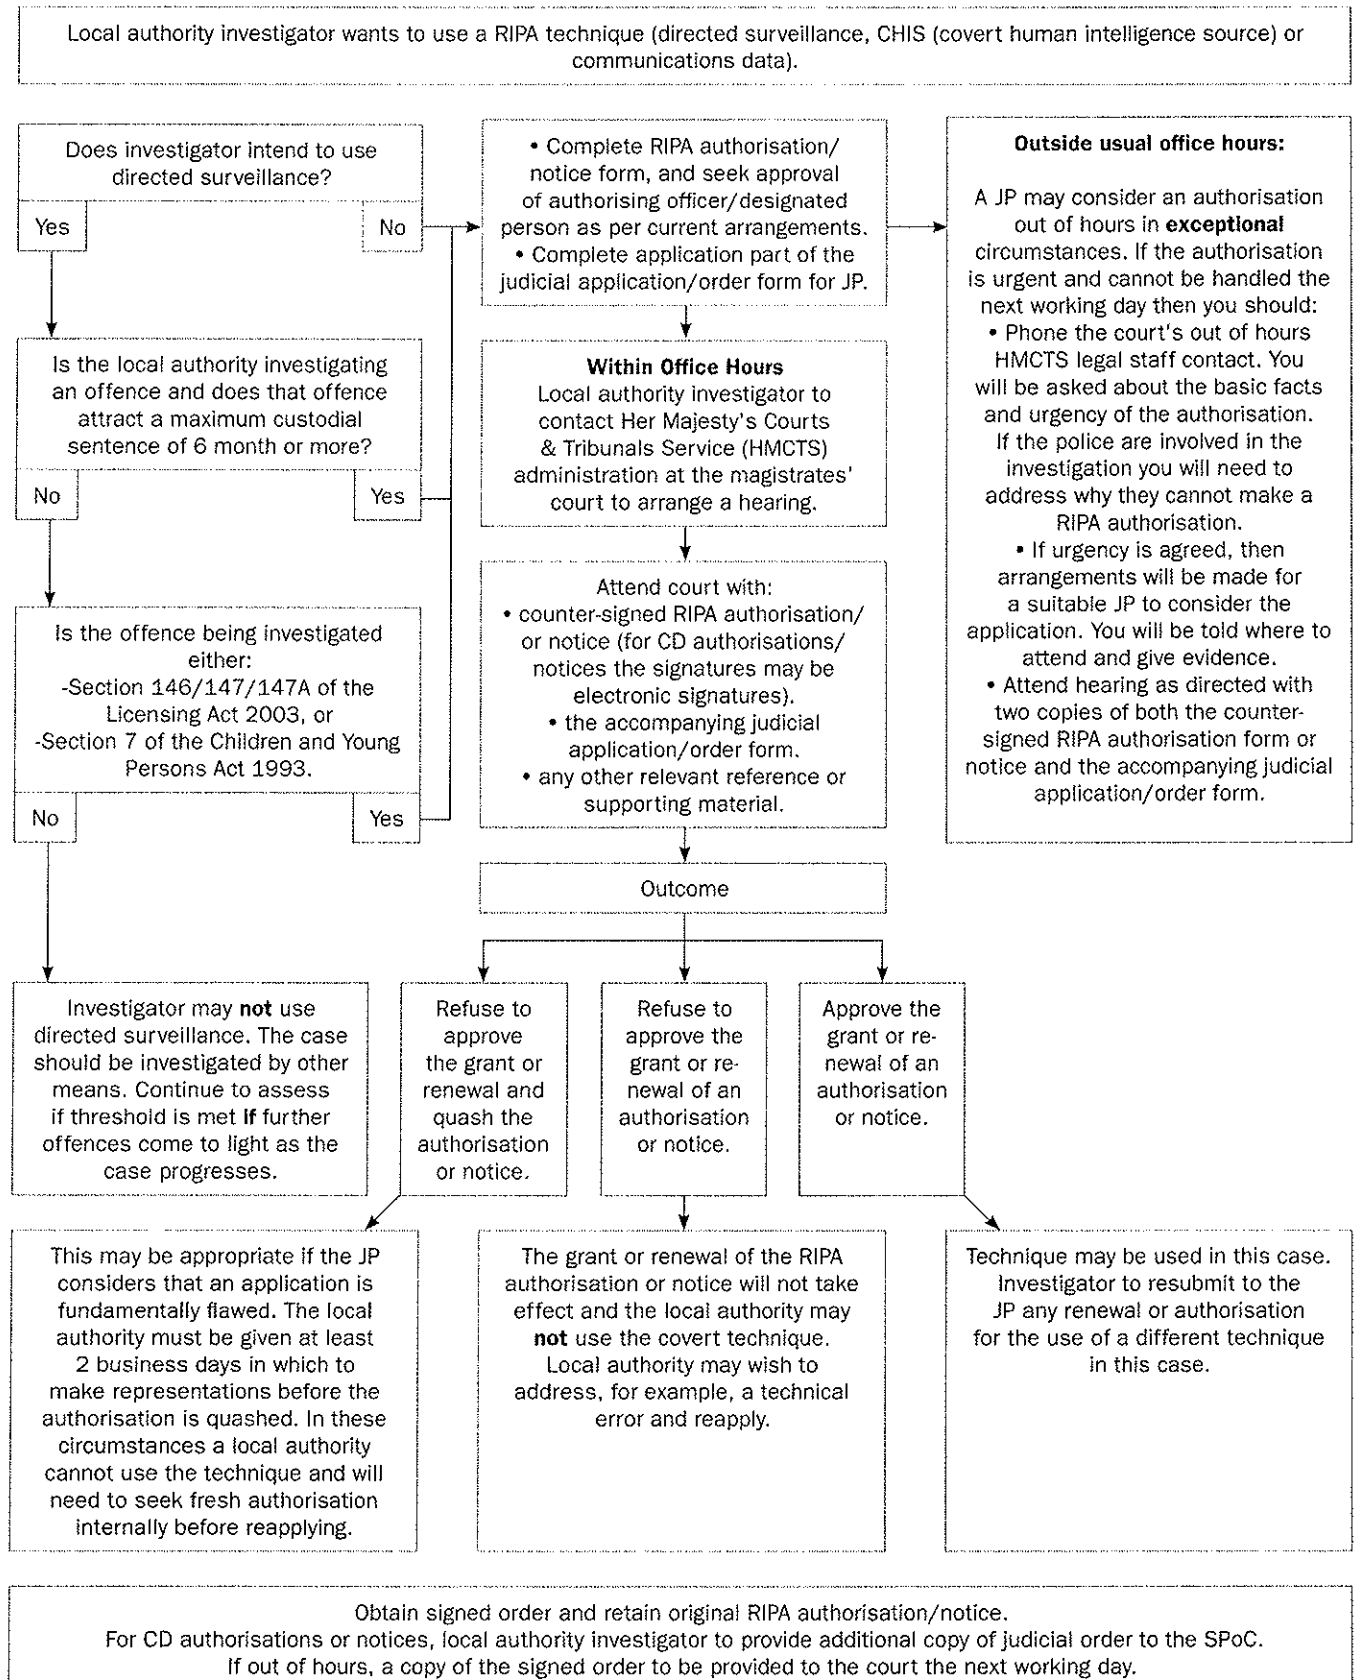 Local authority investigator wants to use a RIPA technique (directed surveillance, CHIS (covert human intelligence source) or
communications data).
Does investigator intend to use
directed surveillance?
Yes
No
• Complete RIPA authorisation/
notice form, and seek approval
of authorising officer/designated
person as per current arrangements.
• Complete application part of the
judicial application/order form for JP.
Outside usual office hours:
A JP may consider an authorisation
out of hours in exceptional
circumstances. If the authorisation
is urgent and cannot be handled the
next working day then you should:
• Phone the court's out of hours
HMCTS legal staff contact. You
will be asked about the basic facts
and urgency of the authorisation.
If the police are involved in the
investigation you will need to
address why they cannot make a
RIPA authorisation.
• If urgency is agreed, then
arrangements will be made for
a suitable JP to consider the
application. You will be told where to
attend and give evidence.
• Attend hearing as directed with
two copies of both the counter-
signed RIPA authorisation form or
notice and the accompanying judicial
application/order form.
Is the local authority investigating
an offence and does that offence
attract a maximum custodial
sentence of 6 month or more?
No
Yes
Within Office Hours
Local authority investigator to
contact Her Majesty's Courts
& Tribunals Service (HMCTS)
administration at the magistrates'
court to arrange a hearing.
Is the offence being investigated
either:
-Section 146/147/147A of the
Licensing Act 2003, or
-Section 7 of the Children and Young
Persons Act 1993.
No
Yes
Attend court with:
• counter-signed RIPA authorisation/
or notice (for CD authorisations/
notices the signatures may be
electronic signatures).
• the accompanying judicial
application/order form.
• any other relevant reference or
supporting material.
Outcome
Investigator may not use
directed surveillance. The case
should be investigated by other
means. Continue to assess
if threshold is met if further
offences come to light as the
case progresses.
Refuse to
approve
the grant or
renewal and
quash the
authorisation
or notice.
Refuse to
approve the
grant or re-
newal of an
authorisation
or notice.
Approve the
grant or re-
newal of an
authorisation
or notice.
This may be appropriate if the JP
considers that an application is
fundamentally flawed. The local
authority must be given at least
2 business days in which to
make representations before the
authorisation is quashed. In these
circumstances a local authority
cannot use the technique and will
need to seek fresh authorisation
internally before reapplying.
The grant or renewal of the RIPA
authorisation or notice will not take
effect and the local authority may
not use the covert technique.
Local authority may wish to
address, for example, a technical
error and reapply.
Technique may be used in this case.
Investigator to resubmit to the
JP any renewal or authorisation
for the use of a different technique
in this case.
Obtain signed order and retain original RIPA authorisation/notice.
For CD authorisations or notices, local authority investigator to provide additional copy of judicial order to the SPoC.
If out of hours, a copy of the signed order to be provided to the court the next working day.